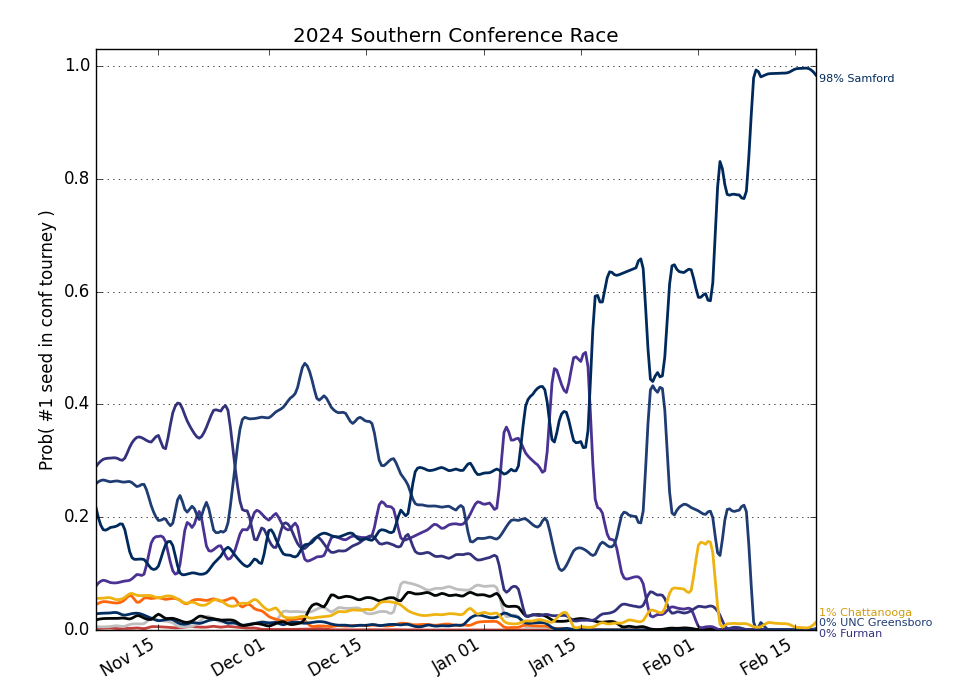 2024 Southern Conference Race
Prob( #1 seed in conf tourney )
1.0
0.8
0.6
0.4
0.2
0.0
98% Samford
1% Chattanooga
0% UNC Greensboro
0% Furman
Nov 15
Dec 01
Dec 15
Jan 01
Jan 15
Feb 01
Feb 15